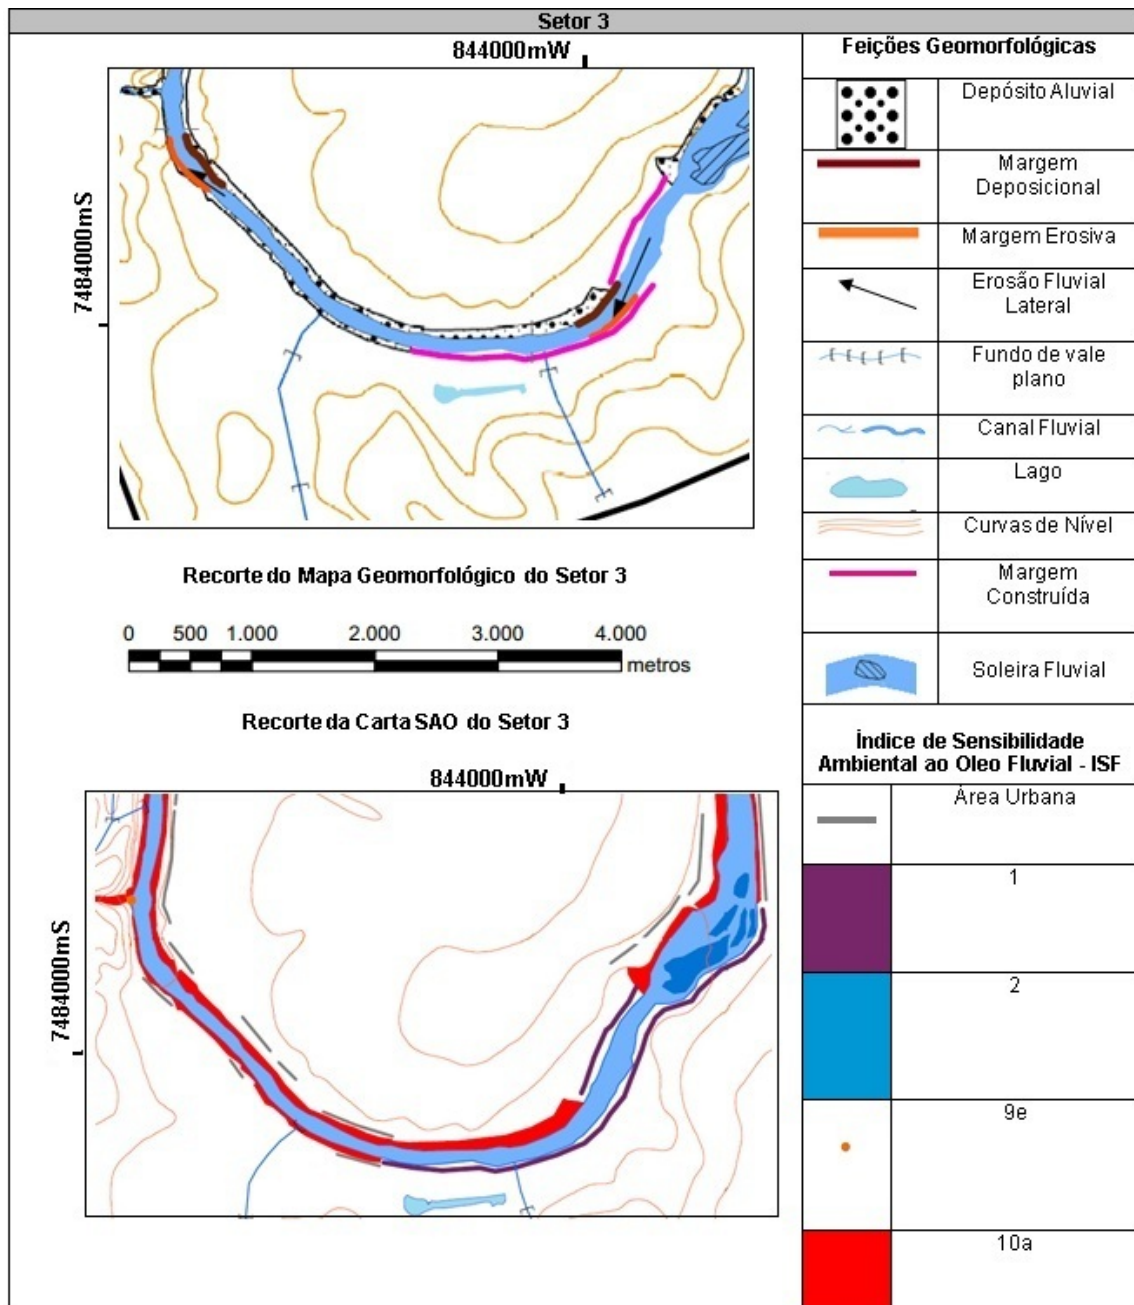 Setor 3
844000mW
7484000mS
Recorte do Mapa Geomorfológico do Setor 3
0 500 1.000 2.000 3.000 4.000
metros
Recorte da Carta SAO do Setor 3
844000mW
7484000mS
Feições Geomorfológicas
Depósito Aluvial
Margem
Deposicional
Margem Erosiva
Erosão Fluvial
Lateral
Fundo de vale
plano
Canal Fluvial
Lago
Curvas de Nível
Margem
Construída
Soleira Fluvial
Índice de Sensibilidade
Ambiental ao Oleo Fluvial - ISF
Área Urbana
1
2
9e
10a